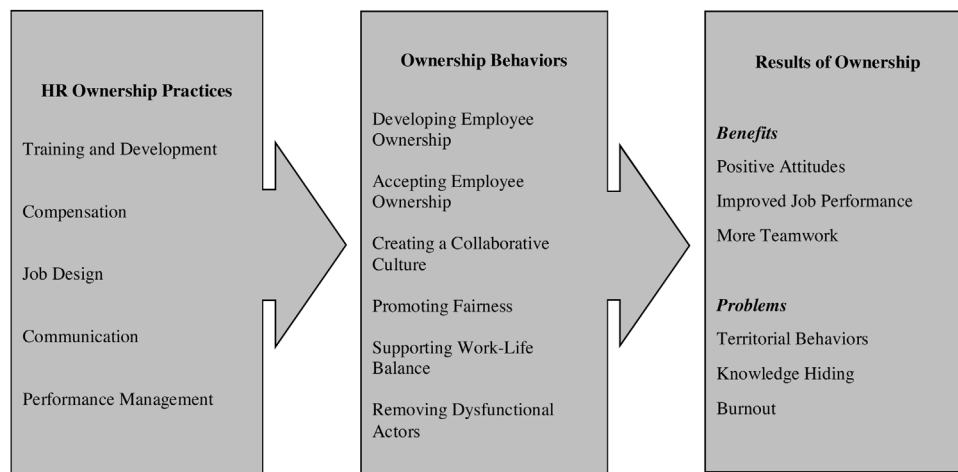 HR Ownership Practices
Training and Development
Compensation
Job Design
Communication
Performance Management
Ownership Behaviors
Developing Employee
Ownership
Accepting Employee
Ownership
Creating a Collaborative
Culture
Promoting Fairness
Supporting Work-Life
Balance
Removing Dysfunctional
Actors
Results of Ownership
Benefits
Positive Attitudes
Improved Job Performance
More Teamwork
Problems
Territorial Behaviors
Knowledge Hiding
Burnout